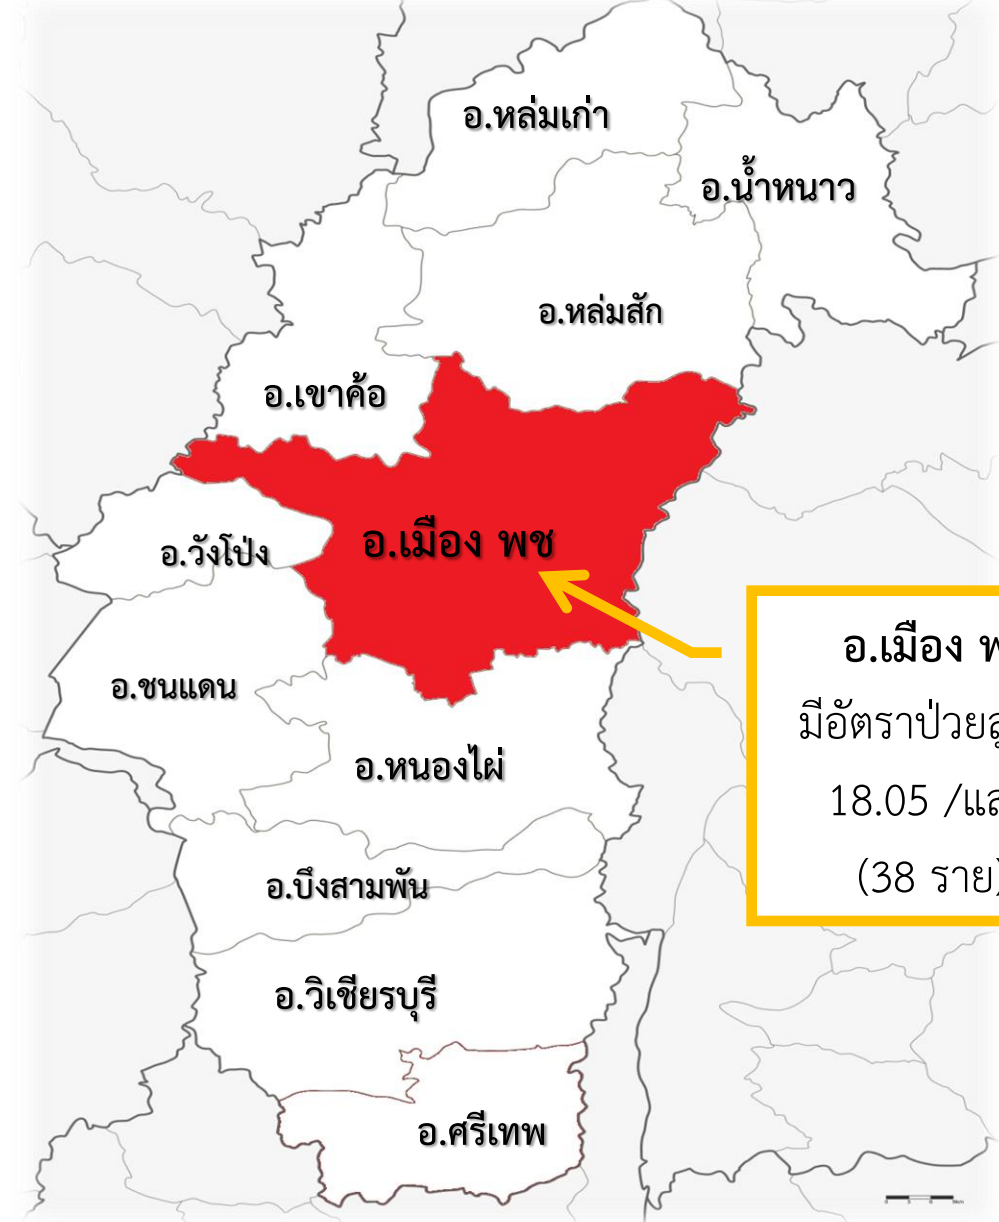 อ.หล่มเก่า
อ.น้ำหนาว
อ.หล่มสัก
อ.เขาค้อ
อ.เมือง พช
อ.วังโป่ง
อ.เมือง
มีอัตราป่วย
18.05 /
(38 ราย)
อ.ชนแดน
อ.หนองไผ่
อ.บึงสามพัน
อ.วิเชียรบุรี
อ.ศรีเทพ